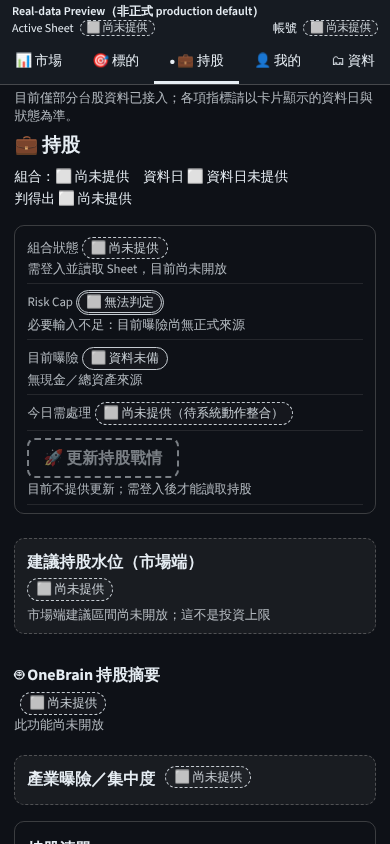 Real-data Preview（非正式 production default）
Active Sheet ⬜ 尚未提供 帳號 ⬜ 尚未提供
📊 市場 🎯 標的 ●💼 持股 👤 我的 🗂 資料
目前僅部分台股資料已接入；各項指標請以卡片顯示的資料日與
狀態為準。
💼 持股
組合：⬜ 尚未提供 資料日 ⬜ 資料日未提供
判得出 ⬜ 尚未提供
組合狀態 ⬜ 尚未提供
需登入並讀取 Sheet，目前尚未開放
Risk Cap ⬜ 無法判定
必要輸入不足：目前曝險尚無正式來源
目前曝險 ⬜ 資料未備
無現金／總資產來源
今日需處理 ⬜ 尚未提供（待系統動作整合）
🚀 更新持股戰情
目前不提供更新；需登入後才能讀取持股
建議持股水位（市場端）
⬜ 尚未提供
市場端建議區間尚未開放；這不是投資上限
OneBrain 持股摘要
⬜ 尚未提供
此功能尚未開放
產業曝險／集中度 ⬜ 尚未提供